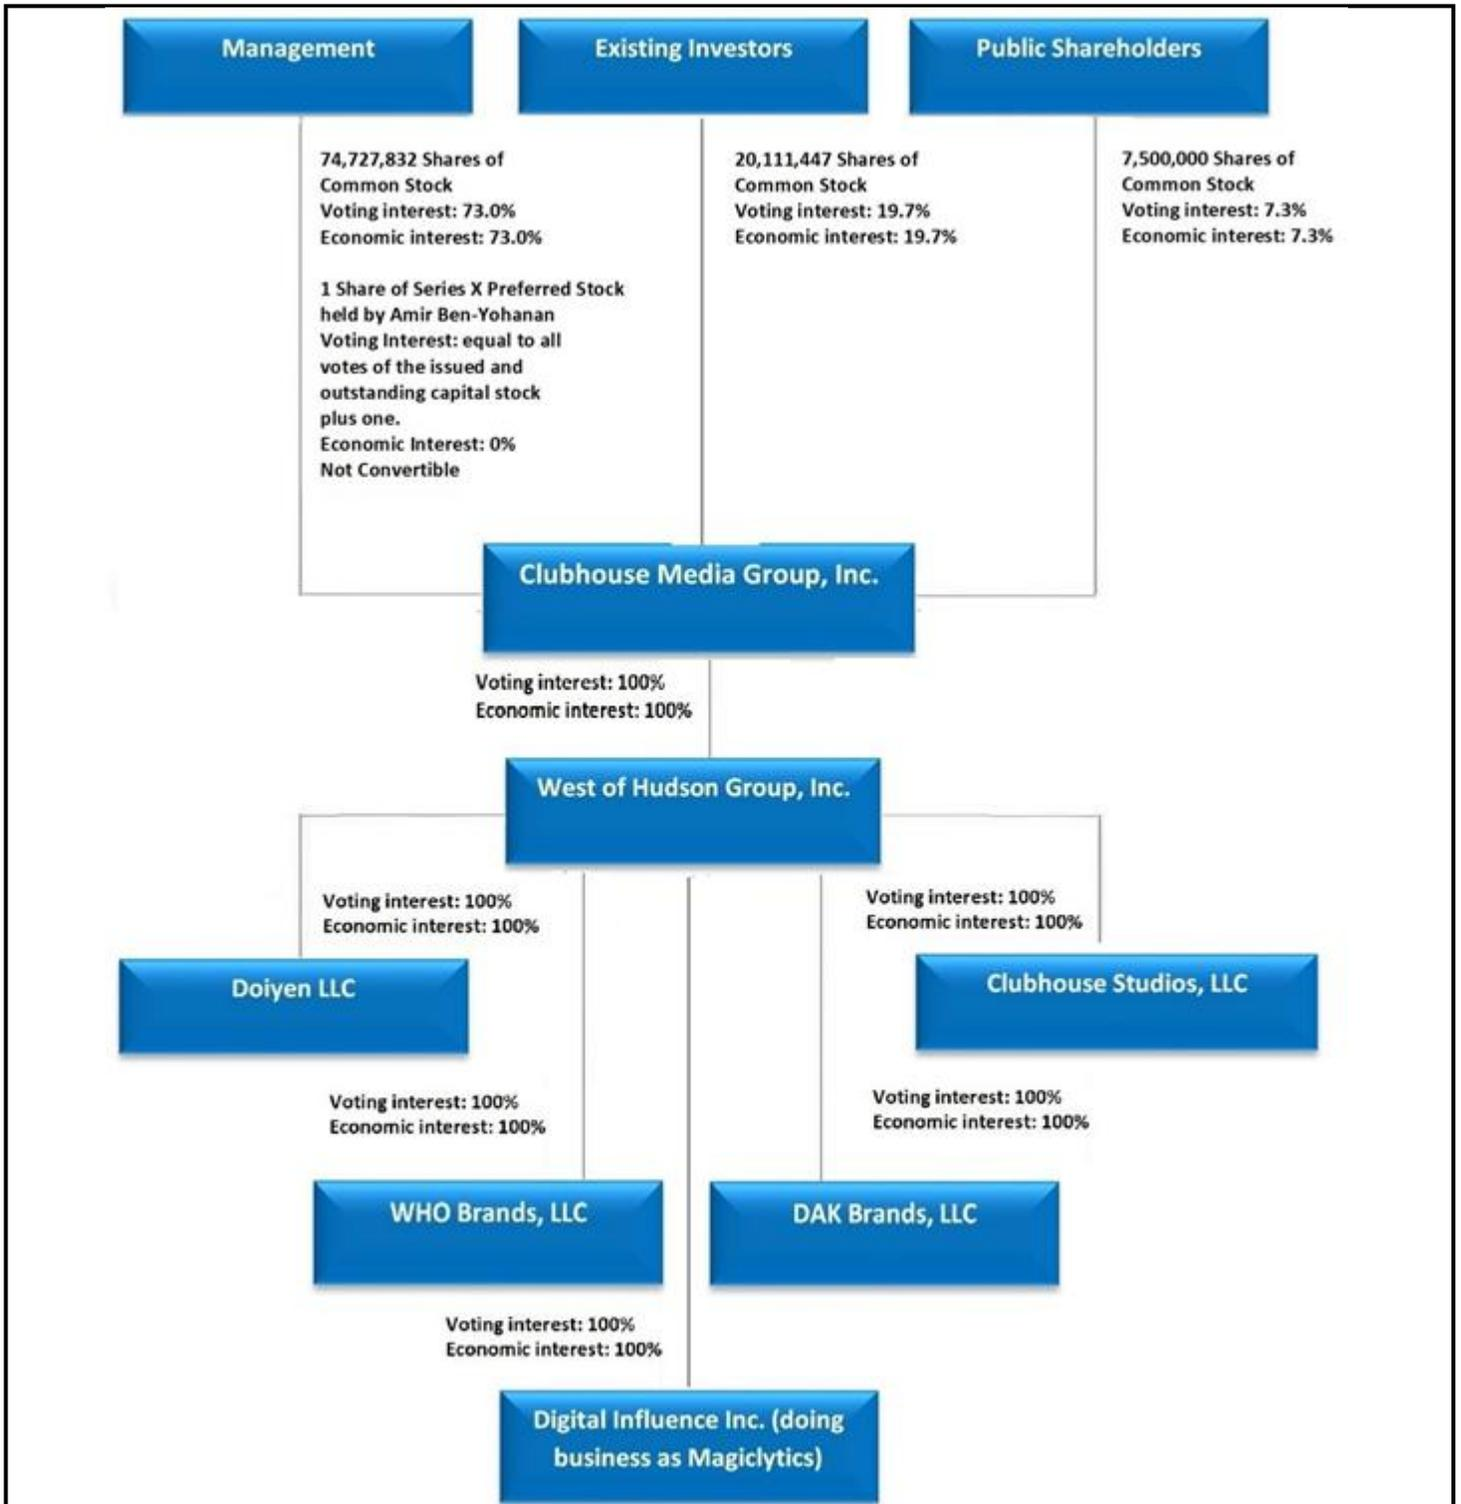 Management
Existing Investors
Public Shareholders
74,727,832 Shares of
Common Stock
Voting interest: 73.0%
Economic interest: 73.0%
1 Share of Series X Preferred Stock
held by Amir Ben-Yohanan
Voting Interest: equal to all
votes of the issued and
outstanding capital stock
plus one.
Economic Interest: 0%
Not Convertible
20,111,447 Shares of
Common Stock
Voting interest: 19.7%
Economic interest: 19.7%
7,500,000 Shares of
Common Stock
Voting interest: 7.3%
Economic interest: 7.3%
Clubhouse Media Group, Inc.
Voting interest: 100%
Economic interest: 100%
West of Hudson Group, Inc.
Voting interest: 100%
Economic interest: 100%
Voting interest: 100%
Economic interest: 100%
Doiyen LLC
Clubhouse Studios, LLC
Voting interest: 100%
Economic interest: 100%
Voting interest: 100%
Economic interest: 100%
WHO Brands, LLC
DAK Brands, LLC
Voting interest: 100%
Economic interest: 100%
Digital Influence Inc. (doing
business as Magiclytics)